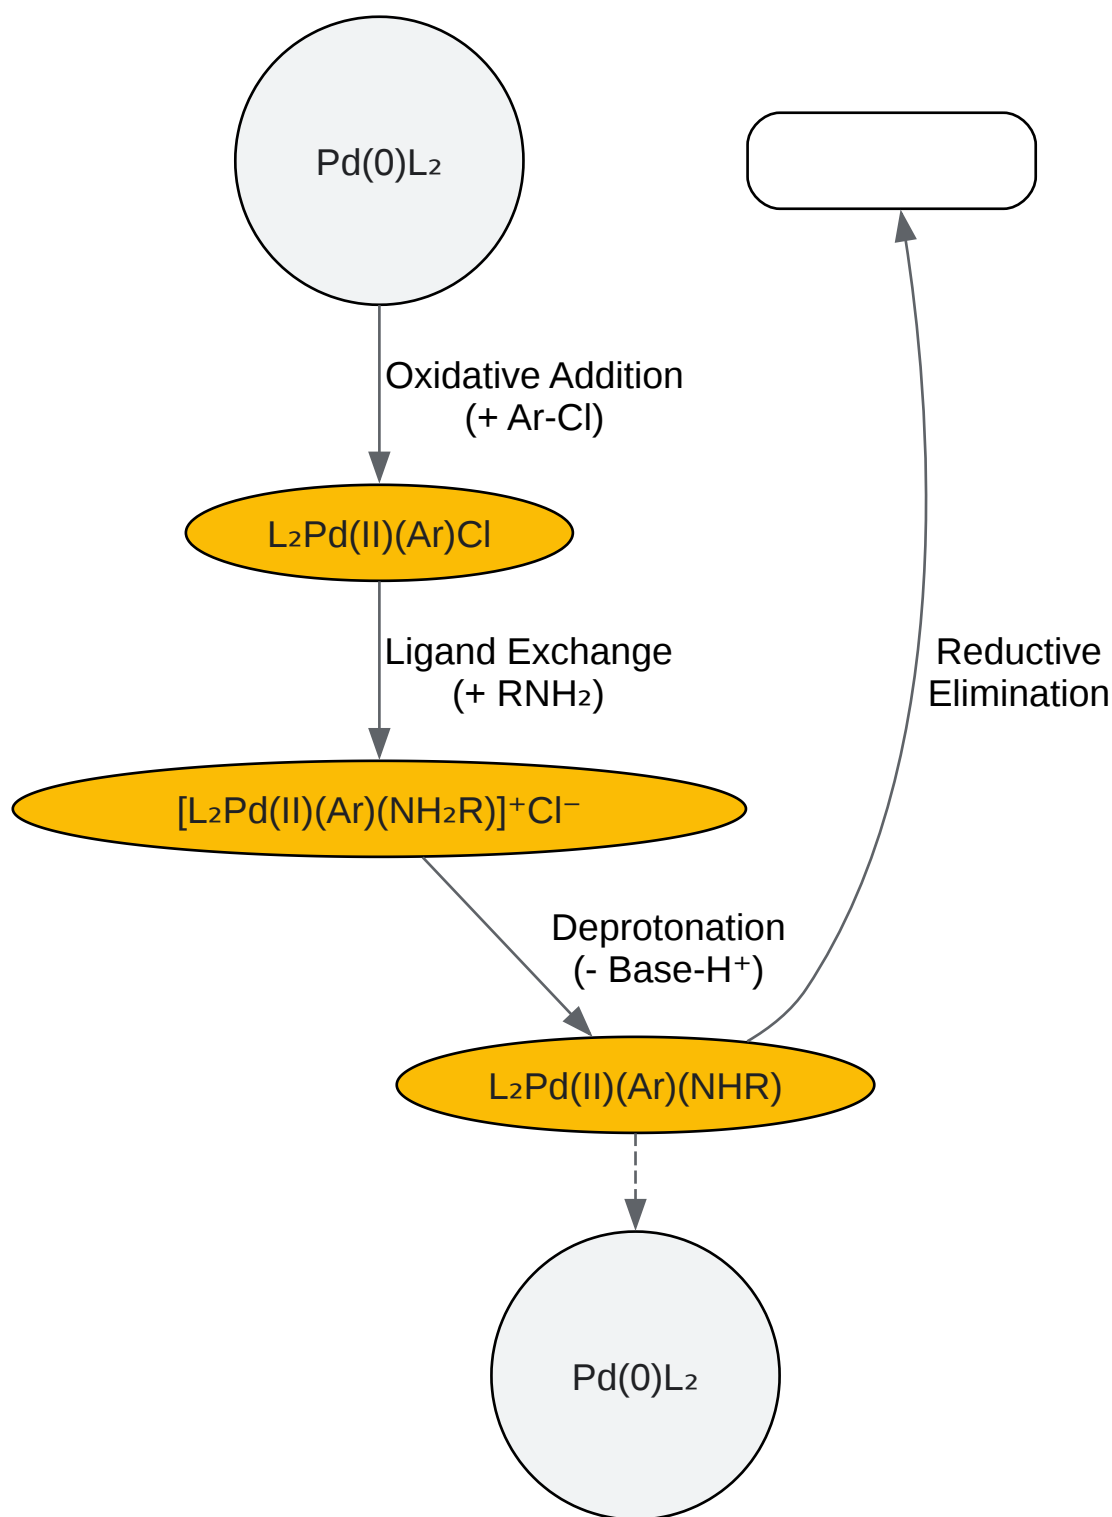 Pd(0)L₂
Oxidative Addition
(+ Ar-Cl)
L₂Pd(II)(Ar)Cl
Ligand Exchange
(+ RNH₂)
Reductive
Elimination
[L₂Pd(II)(Ar)(NH₂R)]⁺Cl⁻
Deprotonation
(- Base-H⁺)
L₂Pd(II)(Ar)(NHR)
Pd(0)L₂